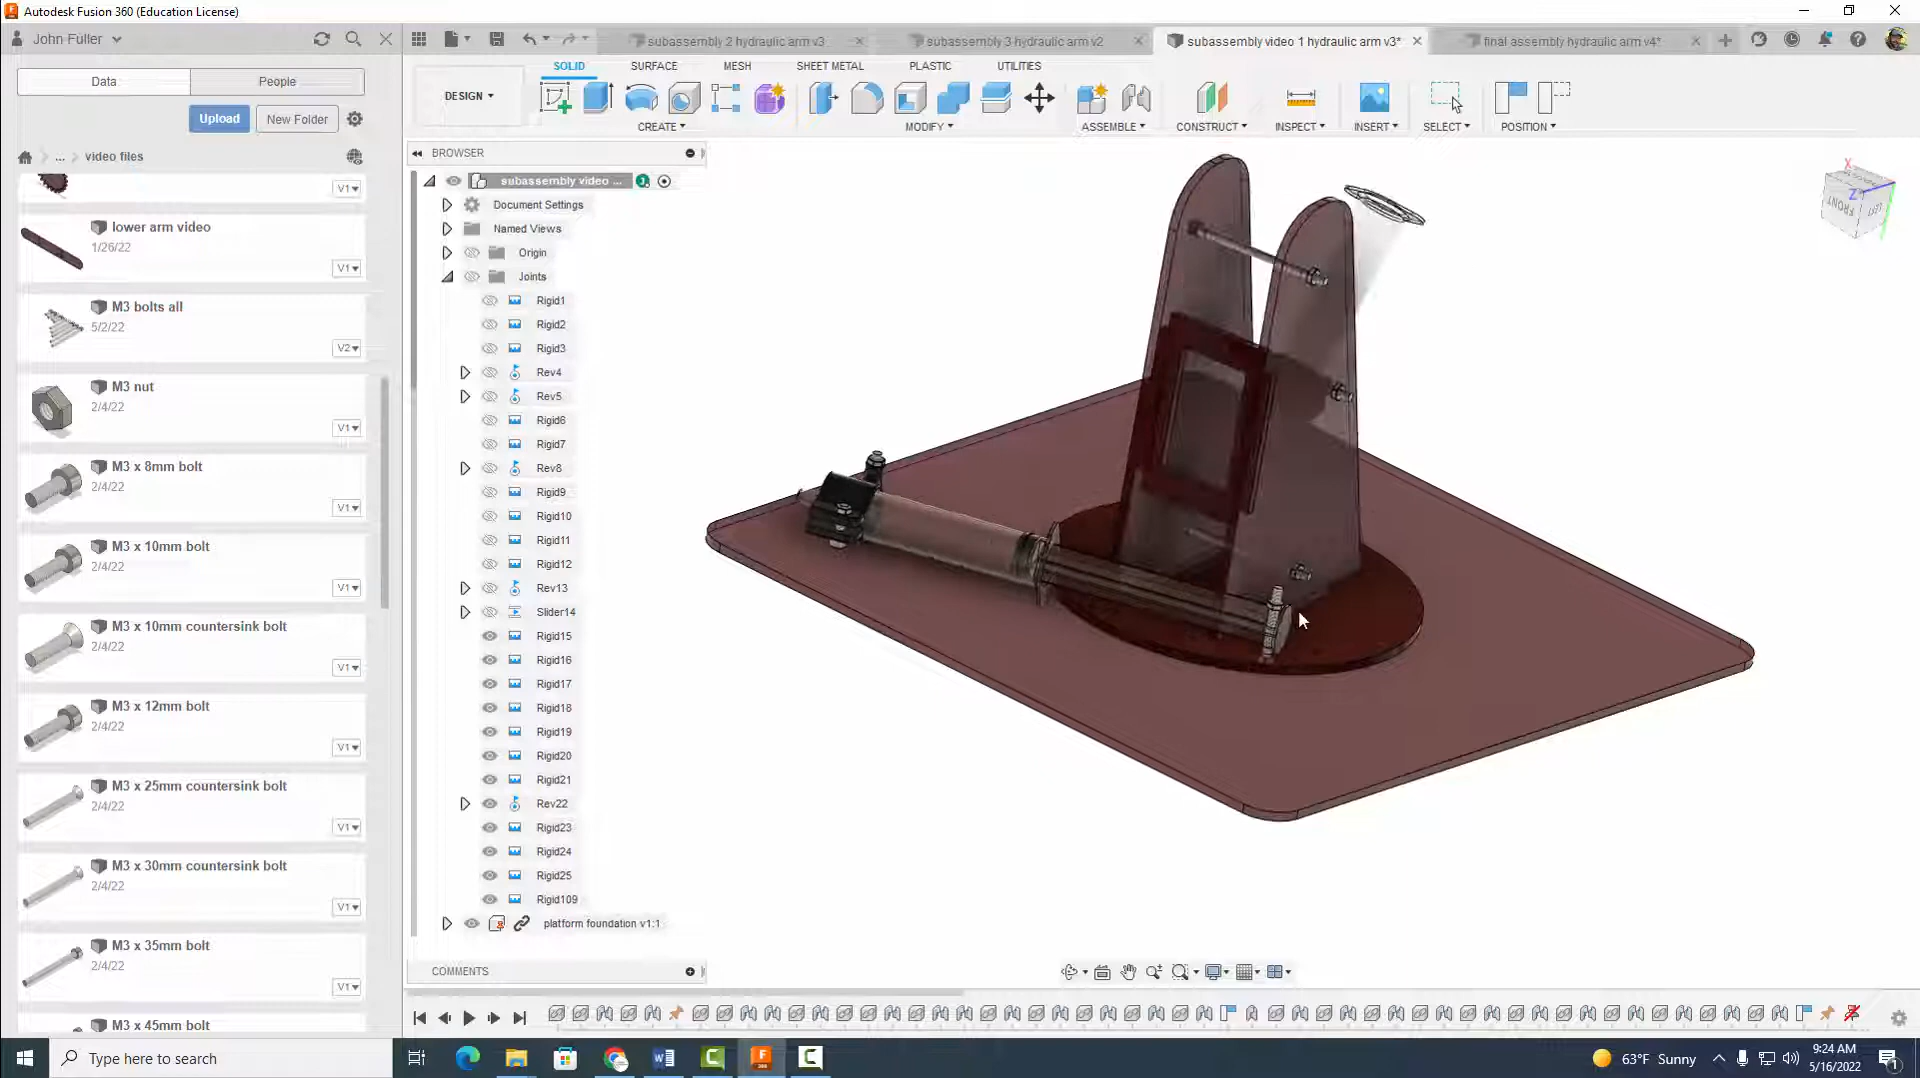 Autodesk Fusion 360 (Education License)
John Fuller
subassembly 2 hydraulic arm v3
subassembly 3 hydraulic arm v2
subassembly video 1 hydraulic arm v3*
final assembly hydraulic arm v4*
Data
People
SOLID
SURFACE
MESH
SHEET METAL
PLASTIC
UTILITIES
DESIGN
Upload
New Folder
CREATE
MODIFY
ASSEMBLE
CONSTRUCT
INSPECT
INSERT
SELECT
POSITION
... video files
V1
lower arm video
1/26/22
V1
M3 bolts all
5/2/22
V2
M3 nut
2/4/22
V1
M3 x 8mm bolt
2/4/22
V1
M3 x 10mm bolt
2/4/22
V1
M3 x 10mm countersink bolt
2/4/22
V1
M3 x 12mm bolt
2/4/22
V1
M3 x 25mm countersink bolt
2/4/22
V1
M3 x 30mm countersink bolt
2/4/22
V1
M3 x 35mm bolt
2/4/22
V1
M3 x 45mm bolt
BROWSER
subassembly video ...
Document Settings
Named Views
Origin
Joints
Rigid1
Rigid2
Rigid3
Rev4
Rev5
Rigid6
Rigid7
Rev8
Rigid9
Rigid10
Rigid11
Rigid12
Rev13
Slider14
Rigid15
Rigid16
Rigid17
Rigid18
Rigid19
Rigid20
Rigid21
Rev22
Rigid23
Rigid24
Rigid25
Rigid109
platform foundation v1:1
COMMENTS
X
Z
FRONT
LEFT
Type here to search
63°F Sunny
9:24 AM
5/16/2022
1